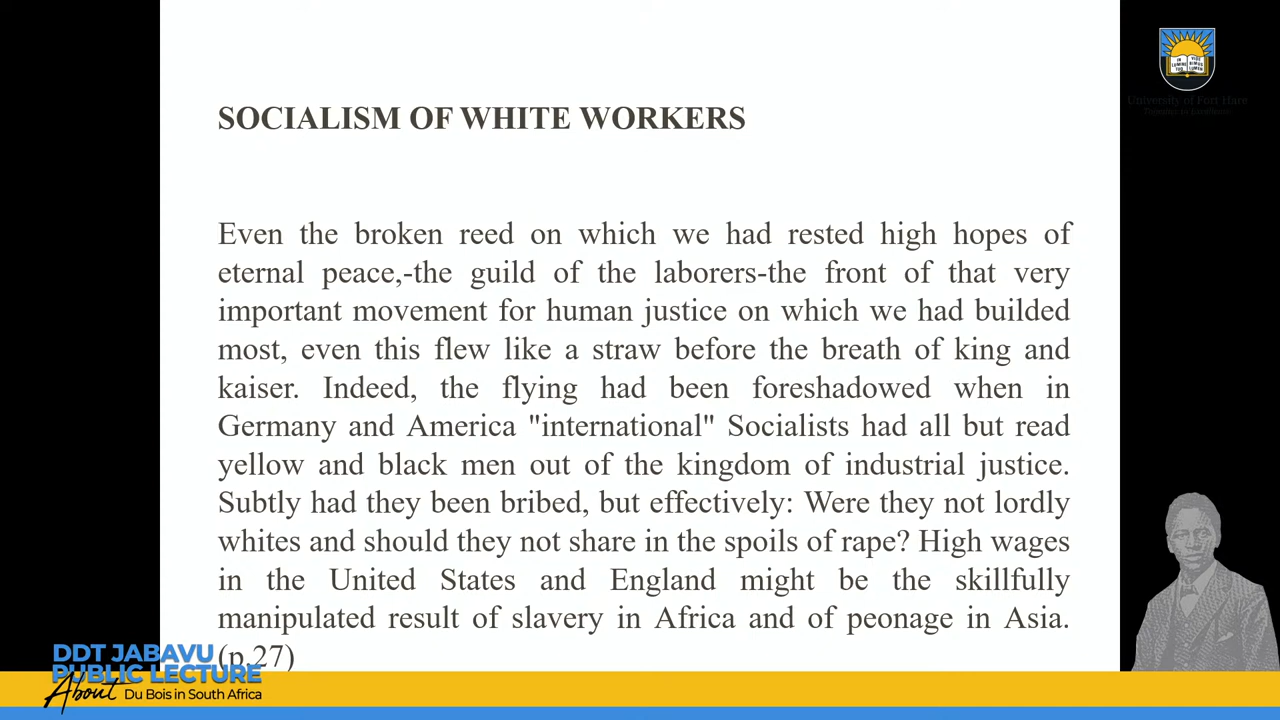 SOCIALISM OF WHITE WORKERS
Even the broken reed on which we had rested high hopes of
eternal peace,-the guild of the laborers-the front of that very
important movement for human justice on which we had builded
most, even this flew like a straw before the breath of king and
kaiser. Indeed, the flying had been foreshadowed when in
Germany and America "international" Socialists had all but read
yellow and black men out of the kingdom of industrial justice.
Subtly had they been bribed, but effectively: Were they not lordly
whites and should they not share in the spoils of rape? High wages
in the United States and England might be the skillfully
manipulated result of slavery in Africa and of peonage in Asia.
(p.27)
University of Fort Hare
DDT JABAVU
PUBLIC LECTURE
About Du Bois in South Africa